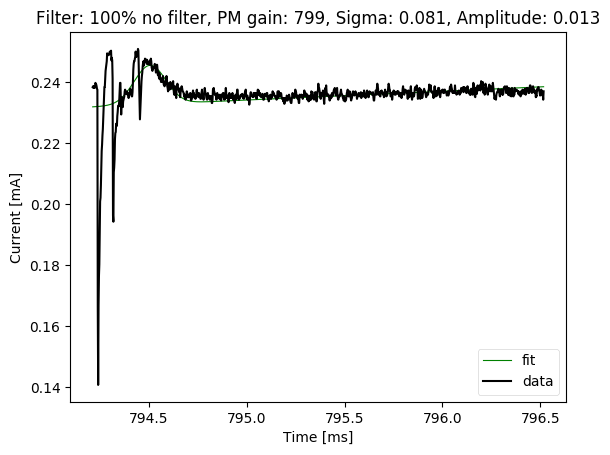 Filter: 100% no filter, PM gain: 799, Sigma: 0.081, Amplitude: 0.013
Current [mA]
0.24
0.22
0.20
0.18
0.16
0.14
fit
data
794.5
795.0
795.5
796.0
796.5
Time [ms]